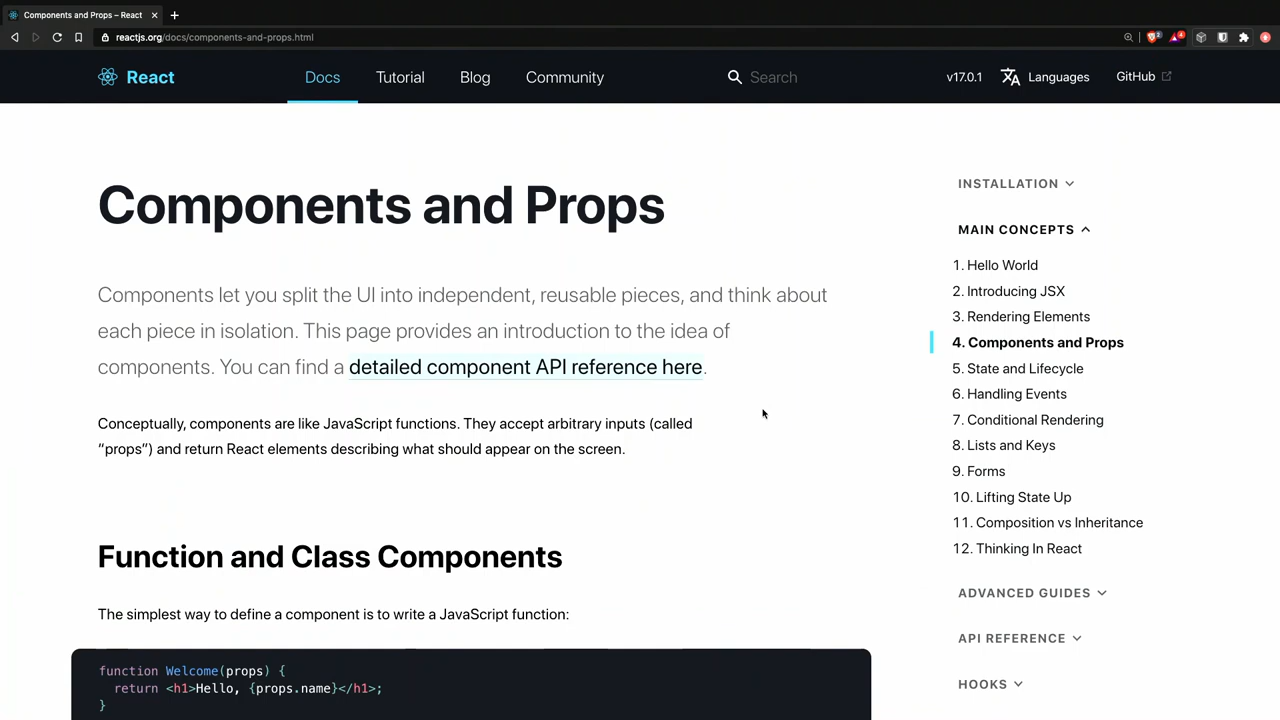 Components and Props – React
reactjs.org/docs/components-and-props.html
React
Docs
Tutorial
Blog
Community
Search
v17.0.1
Languages
GitHub
Components and Props
Components let you split the UI into independent, reusable pieces, and think about
each piece in isolation. This page provides an introduction to the idea of
components. You can find a detailed component API reference here.
Conceptually, components are like JavaScript functions. They accept arbitrary inputs (called
“props”) and return React elements describing what should appear on the screen.
Function and Class Components
The simplest way to define a component is to write a JavaScript function:
function Welcome(props) {
  return <h1>Hello, {props.name}</h1>;
}
INSTALLATION
MAIN CONCEPTS
1. Hello World
2. Introducing JSX
3. Rendering Elements
4. Components and Props
5. State and Lifecycle
6. Handling Events
7. Conditional Rendering
8. Lists and Keys
9. Forms
10. Lifting State Up
11. Composition vs Inheritance
12. Thinking In React
ADVANCED GUIDES
API REFERENCE
HOOKS